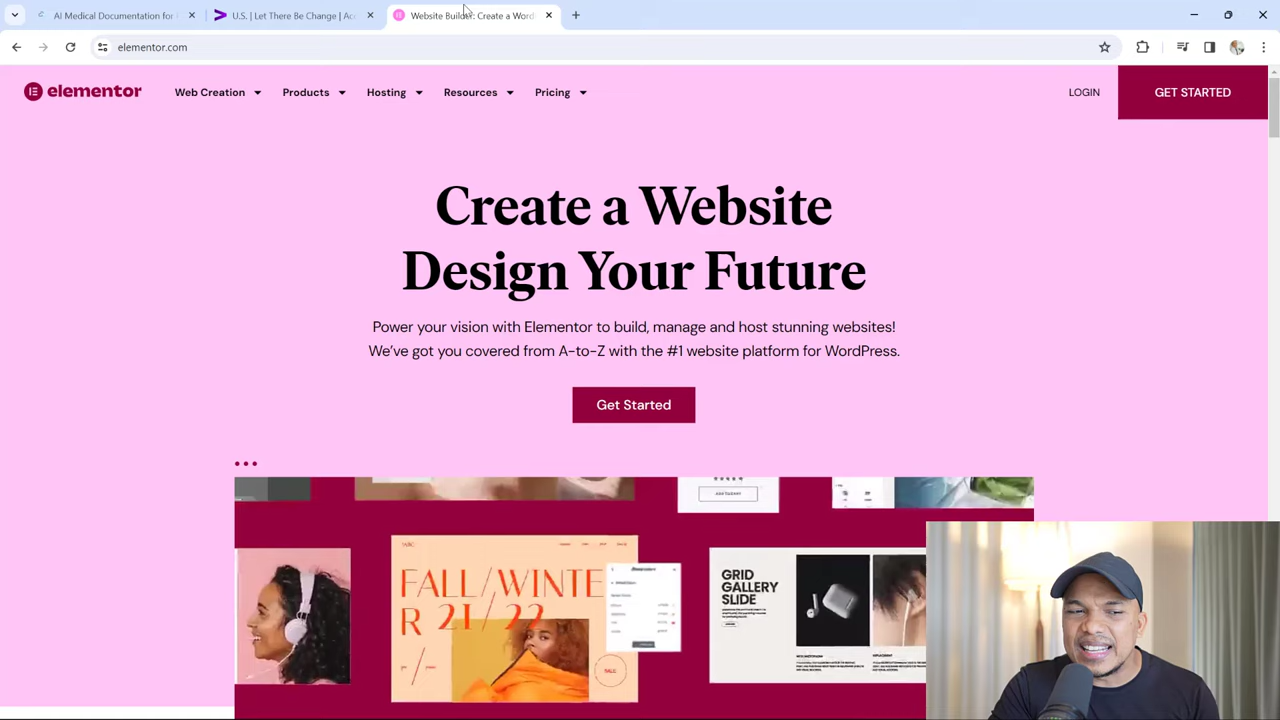 AI Medical Documentation for
U.S. | Let There Be Change | Ac
Website Builder: Create a Word
elementor.com
elementor
Web Creation
Products
Hosting
Resources
Pricing
LOGIN
GET STARTED
Create a Website
Design Your Future
Power your vision with Elementor to build, manage and host stunning websites!
We've got you covered from A-to-Z with the #1 website platform for WordPress.
Get Started
FALL/WINTE
R 21/22
SALE
GRID
GALLERY
SLIDE